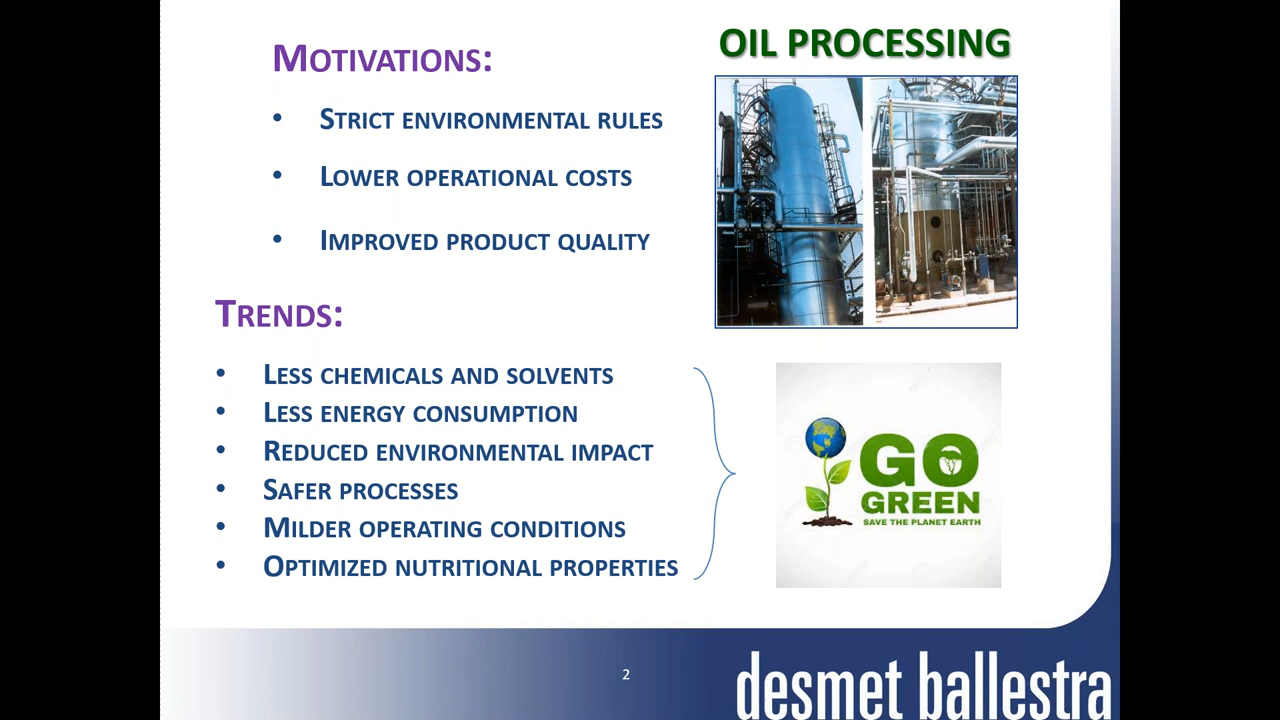 MOTIVATIONS:
OIL PROCESSING
• STRICT ENVIRONMENTAL RULES
• LOWER OPERATIONAL COSTS
• IMPROVED PRODUCT QUALITY
TRENDS:
• LESS CHEMICALS AND SOLVENTS
• LESS ENERGY CONSUMPTION
• REDUCED ENVIRONMENTAL IMPACT
• SAFER PROCESSES
• MILDER OPERATING CONDITIONS
• OPTIMIZED NUTRITIONAL PROPERTIES
GO
GREEN
SAVE THE PLANET EARTH
2
desmet ballestra